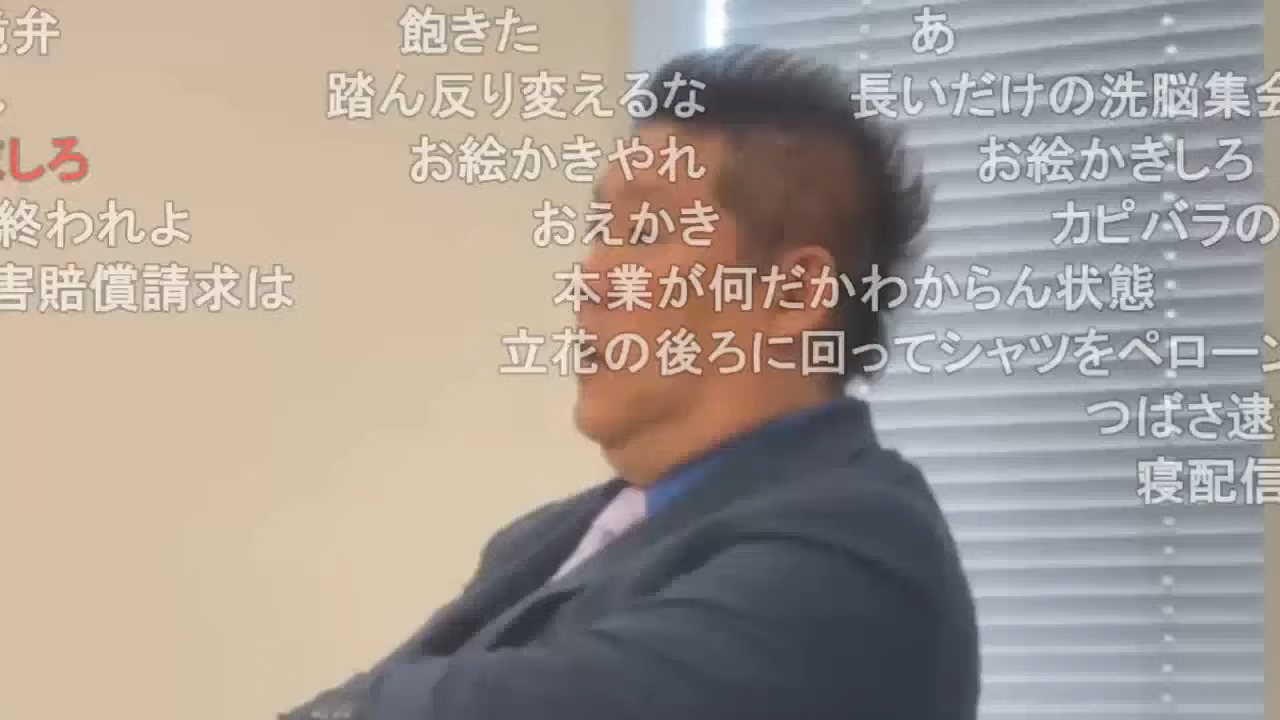 弁 飽きた あ
踏ん反り変えるな 長いだけの洗脳集会
しろ お絵かきやれ お絵かきしろ
終われよ おえかき カピバラの
害賠償請求は 本業が何だかわからん状態
立花の後ろに回ってシャツをペローン
つばさ逮
寝配信